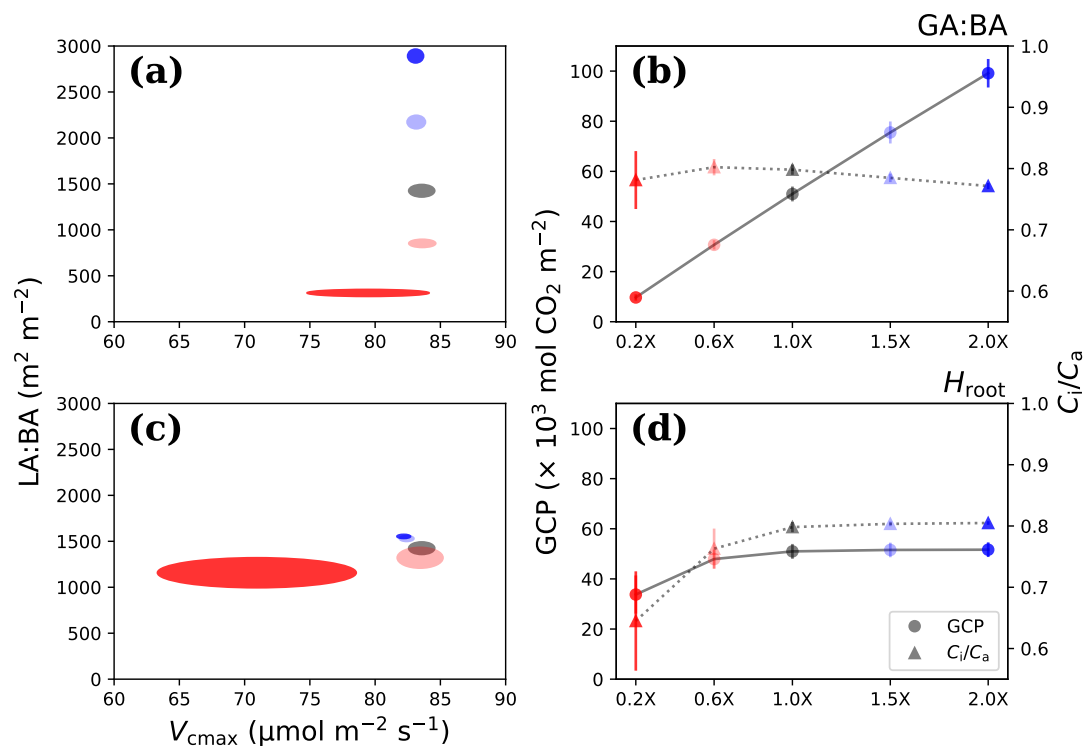 GA:BA
(a)
3000
2500
2000
1500
1000
500
0
60 65 70 75 80 85 90
(b)
100
80
60
40
20
0
1.0
0.9
0.8
0.7
0.6
0.2X 0.6X 1.0X 1.5X 2.0X
H_root
(c)
3000
2500
2000
1500
1000
500
0
60 65 70 75 80 85 90
(d)
100
80
60
40
20
0
1.0
0.9
0.8
0.7
0.6
0.2X 0.6X 1.0X 1.5X 2.0X
GCP
C_i/C_a
LA:BA (m² m⁻²)
V_cmax (μmol m⁻² s⁻¹)
GCP (× 10³ mol CO₂ m⁻²)
C_i/C_a